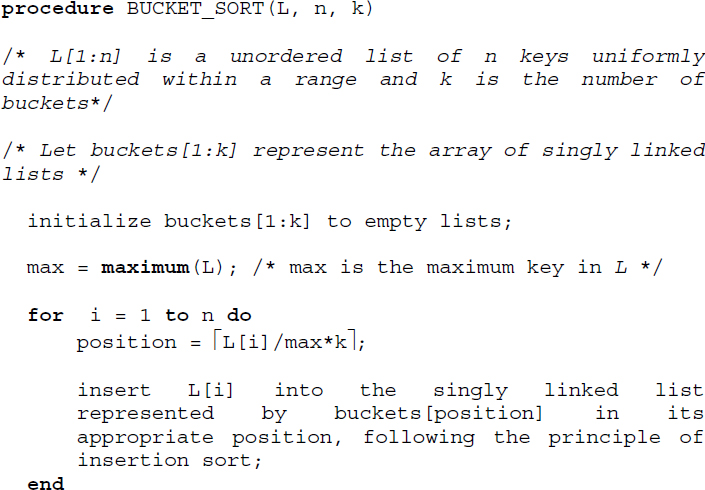 procedure BUCKET_SORT(L, n, k)
/* L[1:n] is a unordered list of n keys uniformly
distributed within a range and k is the number of
buckets*/
/* Let buckets[1:k] represent the array of singly linked
lists */
initialize buckets[1:k] to empty lists;
max = maximum(L); /* max is the maximum key in L */
for i = 1 to n do
position = ⌈L[i]/max*k⌉;
insert L[i] into the singly linked list
represented by buckets[position] in its
appropriate position, following the principle of
insertion sort;
end